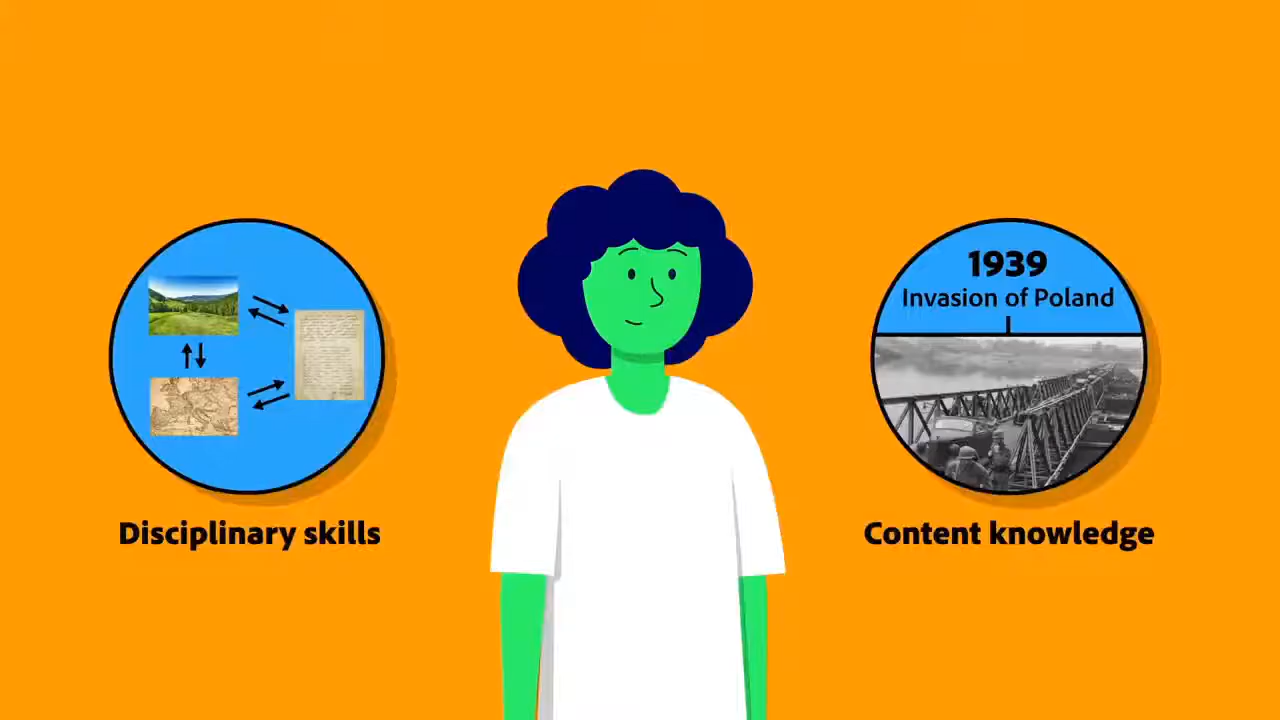 1939
Invasion of Poland
Disciplinary skills
Content knowledge